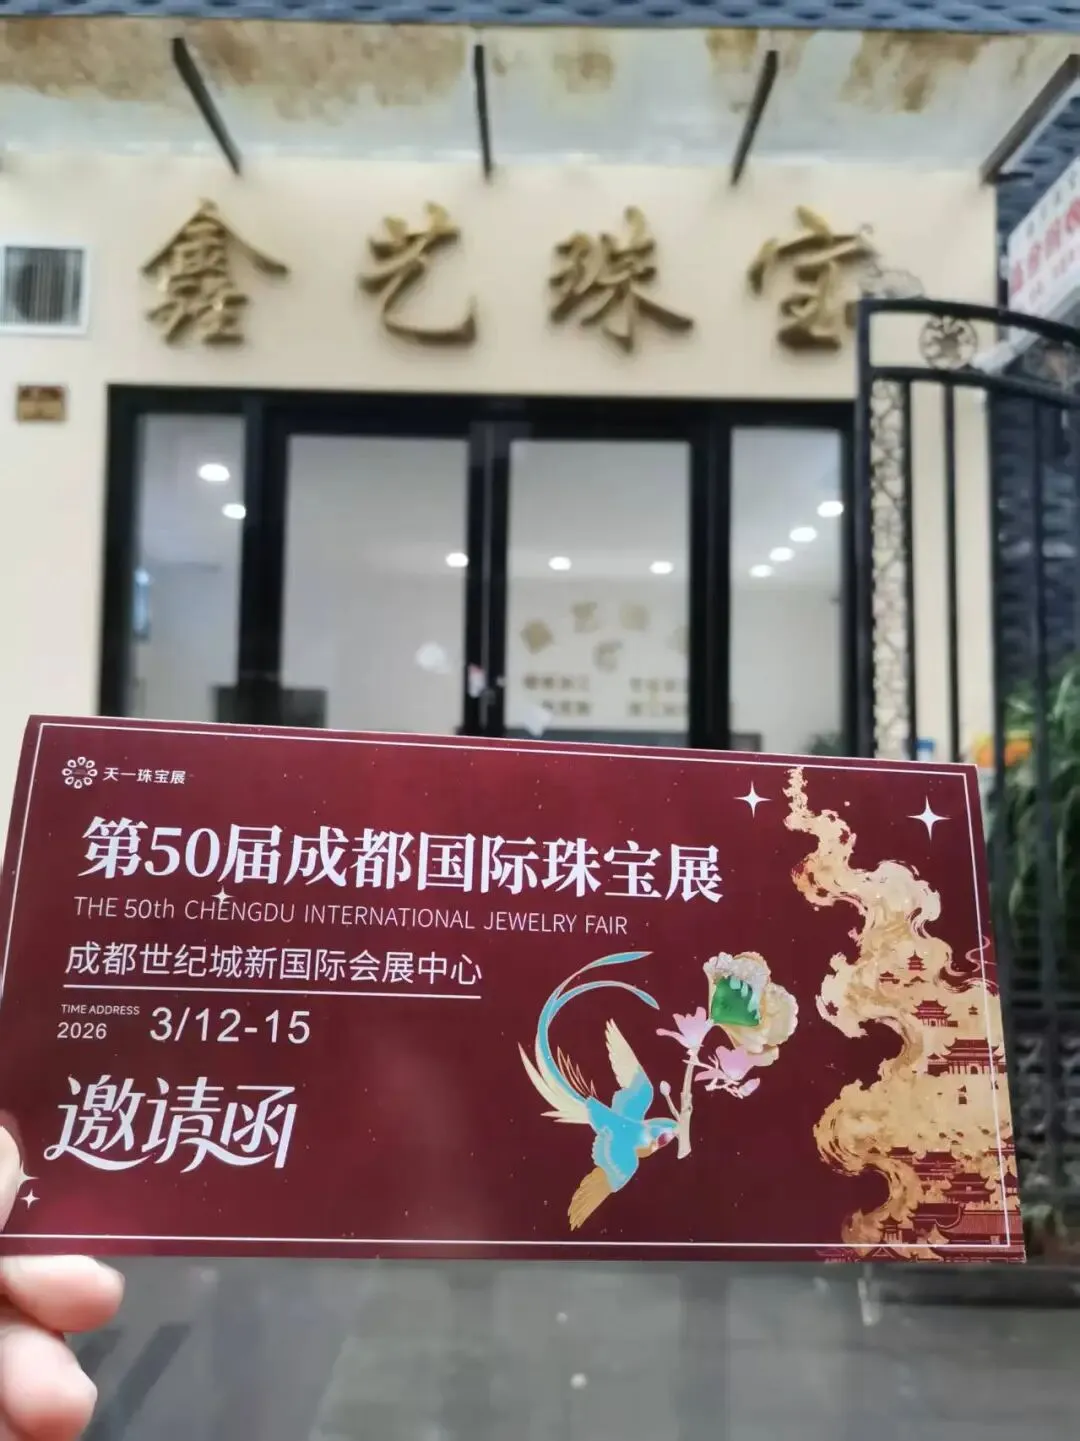 鑫艺珠宝
天一珠宝展
第50届成都国际珠宝展
THE 50th CHENGDU INTERNATIONAL JEWELRY FAIR
成都世纪城新国际会展中心
TIME ADDRESS
2026 3/12-15
邀请函